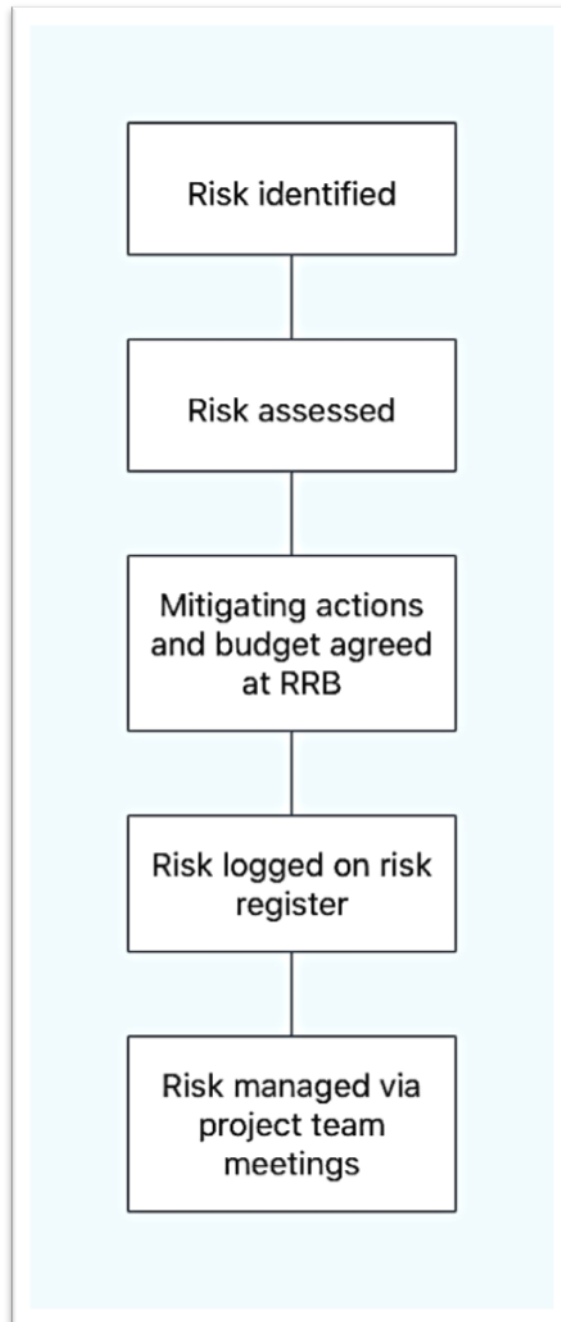 Risk identified
Risk assessed
Mitigating actions
and budget agreed
at RRB
Risk logged on risk
register
Risk managed via
project team
meetings